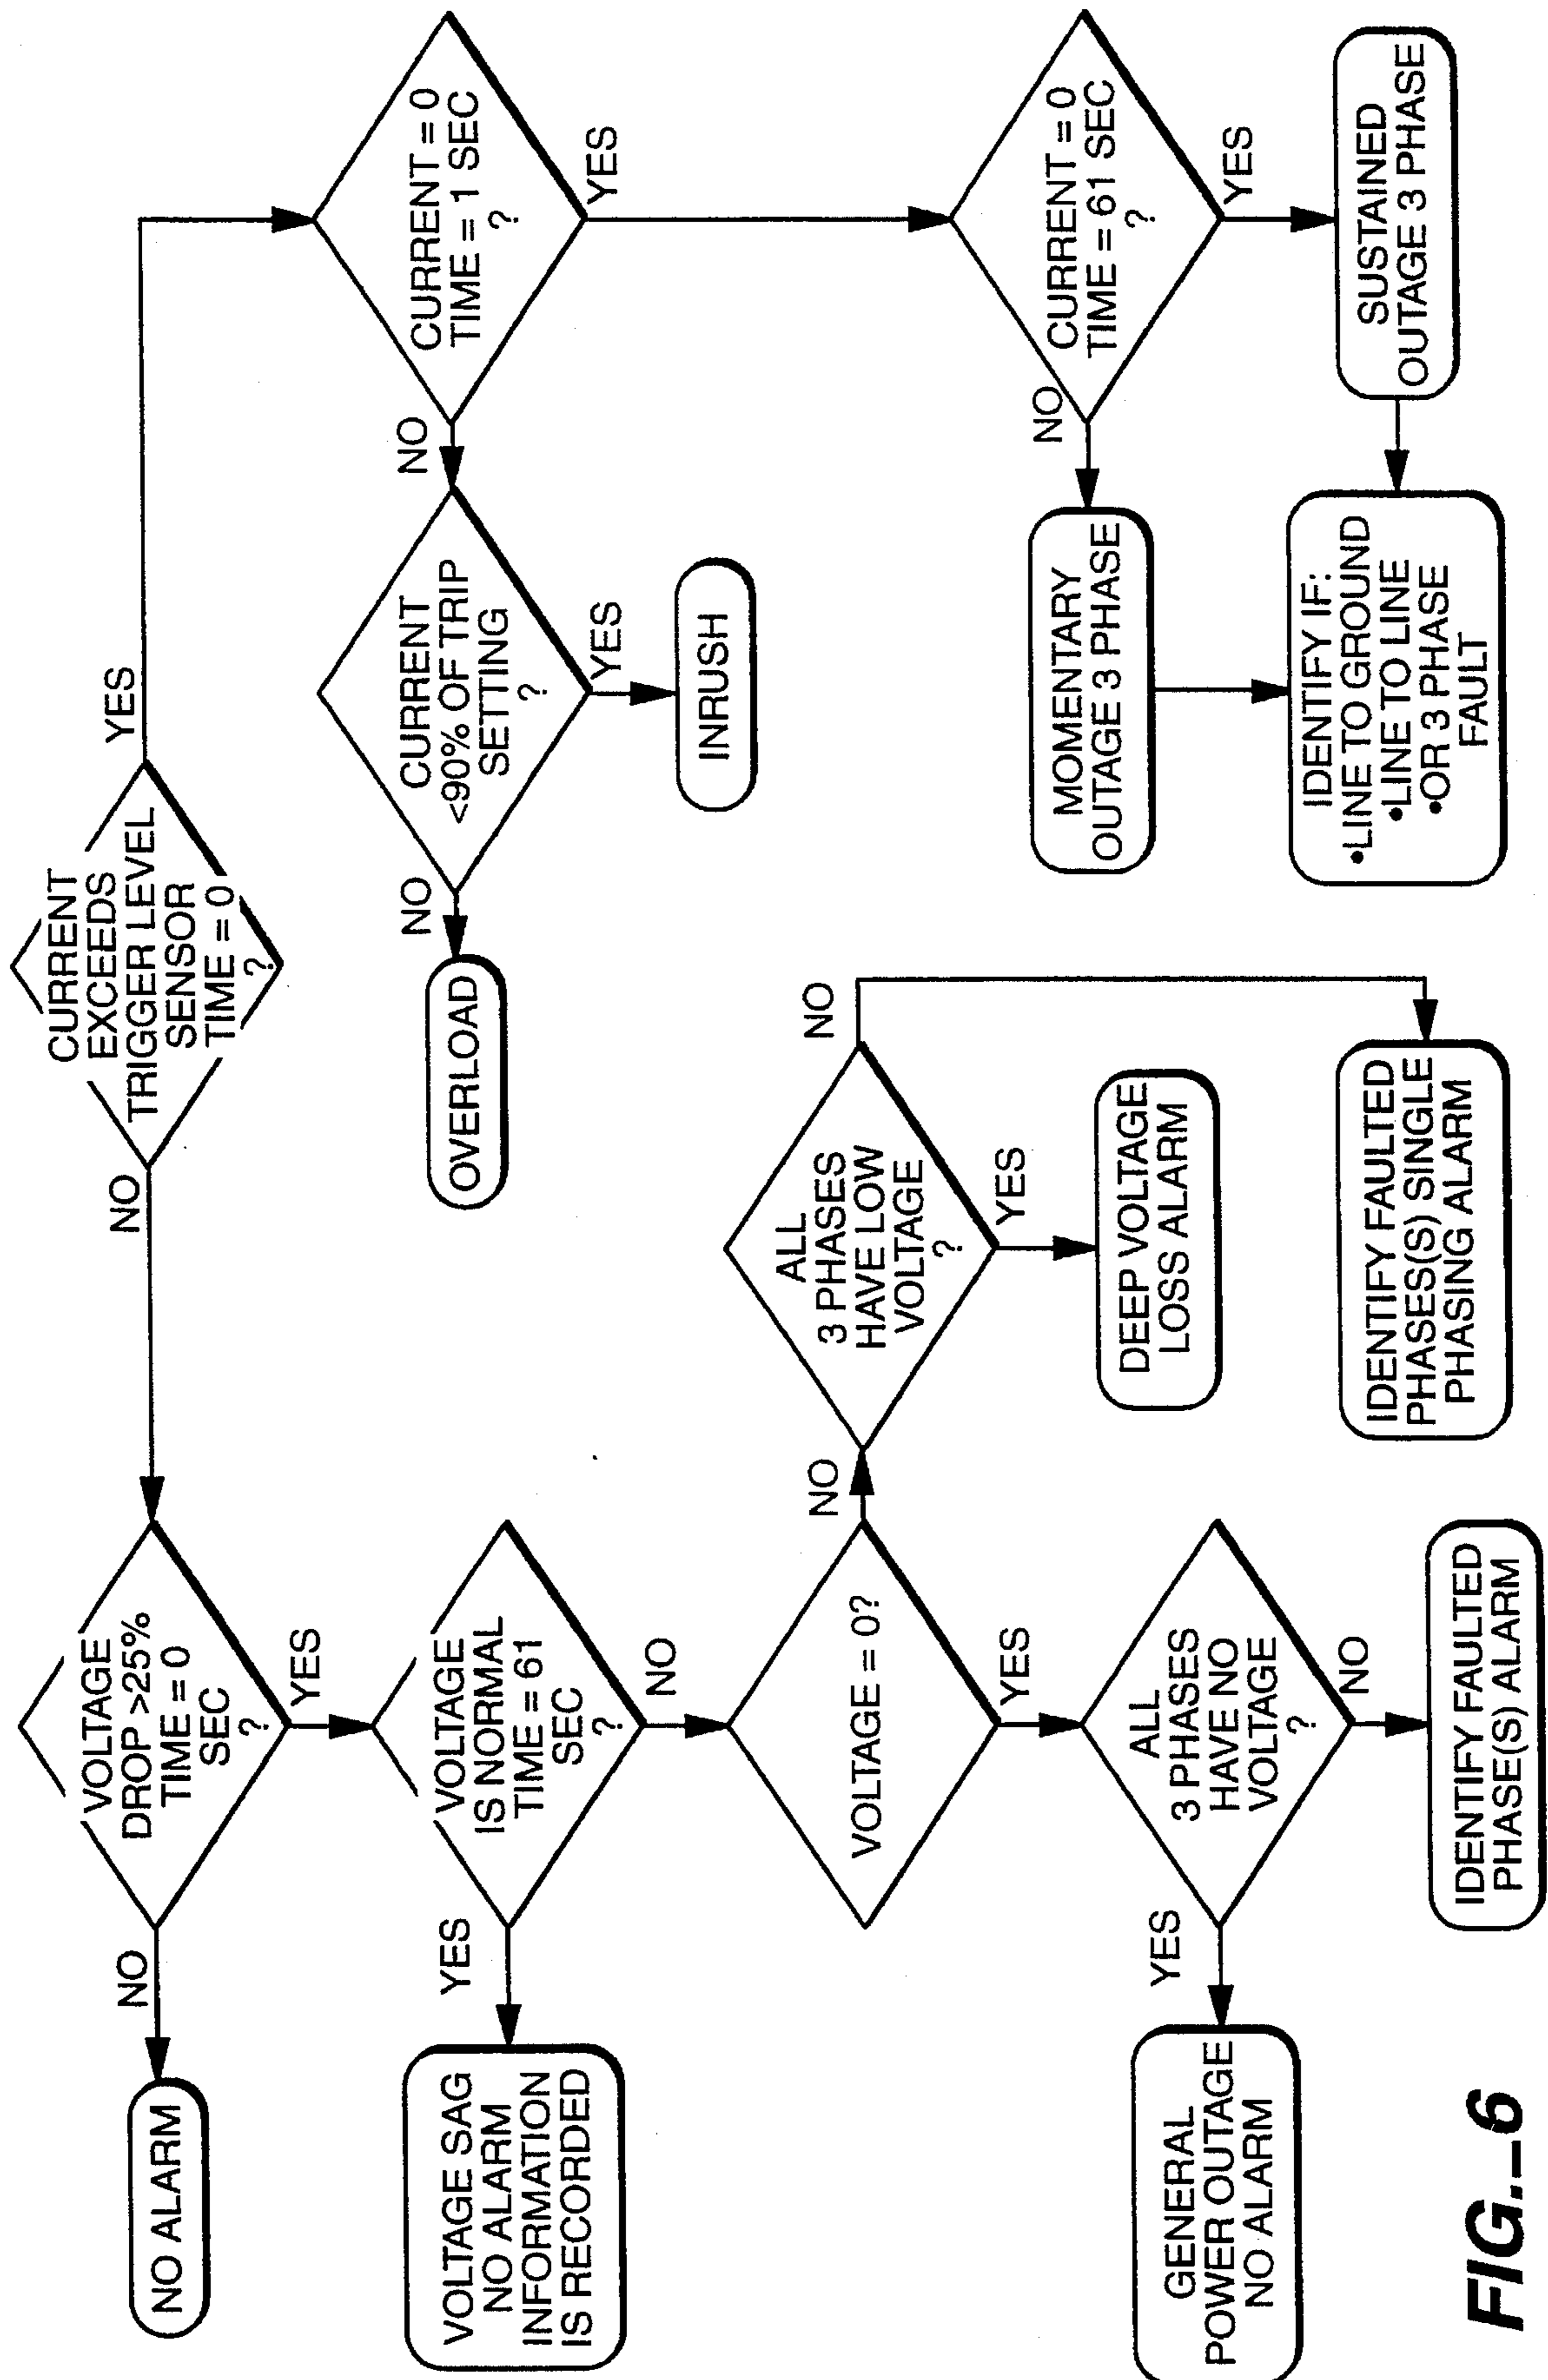 CURRENT
EXCEEDS
TRIGGER LEVEL
SENSOR
TIME = 0
?
NO
YES
VOLTAGE
DROP >25%
TIME = 0
SEC
?
NO
YES
NO ALARM
VOLTAGE
IS NORMAL
TIME = 61
SEC
?
YES
NO
VOLTAGE SAG
NO ALARM
INFORMATION
IS RECORDED
VOLTAGE = 0?
NO
YES
ALL
3 PHASES
HAVE LOW
VOLTAGE
?
NO
YES
DEEP VOLTAGE
LOSS ALARM
IDENTIFY FAULTED
PHASES(S) SINGLE
PHASING ALARM
ALL
3 PHASES
HAVE NO
VOLTAGE
?
YES
NO
GENERAL
POWER OUTAGE
NO ALARM
IDENTIFY FAULTED
PHASE(S) ALARM
CURRENT = 0
TIME = 1 SEC
?
NO
YES
CURRENT
<90% OF TRIP
SETTING
?
NO
YES
OVERLOAD
INRUSH
CURRENT = 0
TIME = 61 SEC
?
NO
YES
MOMENTARY
OUTAGE 3 PHASE
SUSTAINED
OUTAGE 3 PHASE
IDENTIFY IF:
•LINE TO GROUND
•LINE TO LINE
•OR 3 PHASE
FAULT
FIG.–6